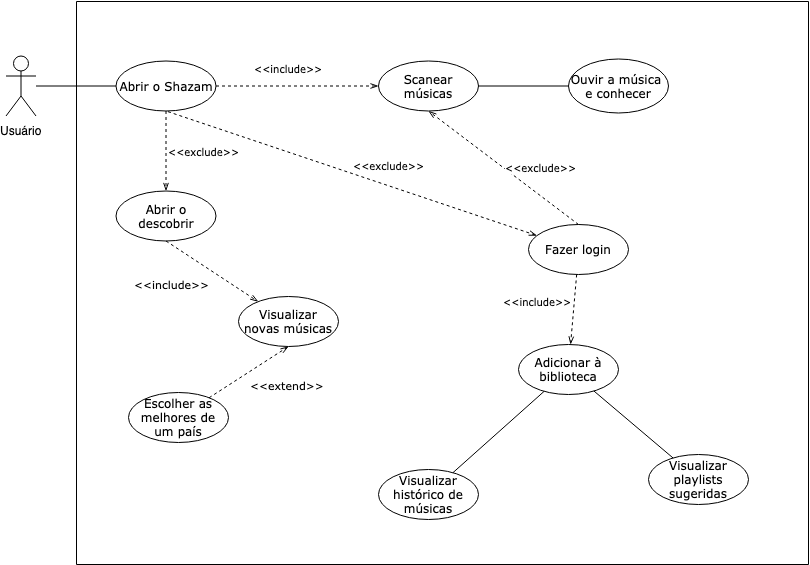 <<include>>
Abrir o Shazam
Scanear
músicas
Ouvir a música
e conhecer
Usuário
<<exclude>>
<<exclude>>
<<exclude>>
Abrir o
descobrir
Fazer login
<<include>>
<<include>>
Visualizar
novas músicas
Adicionar à
biblioteca
<<extend>>
Escolher as
melhores de
um país
Visualizar
histórico de
músicas
Visualizar
playlists
sugeridas